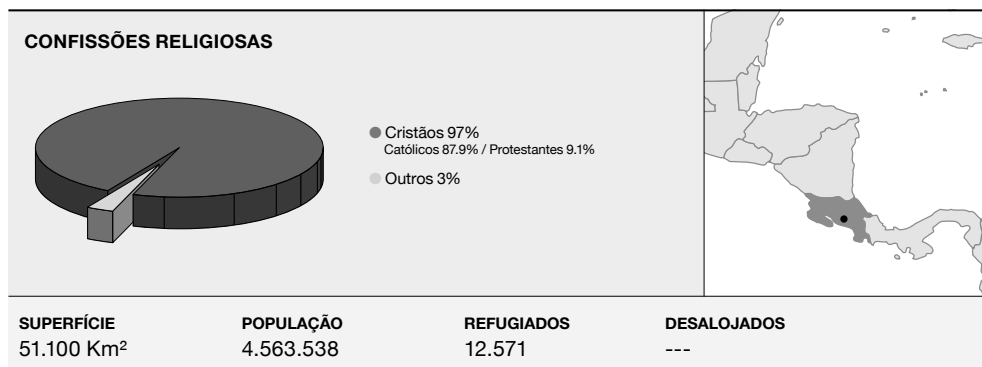 CONFISSÕES RELIGIOSAS
Cristãos 97%
Católicos 87.9% / Protestantes 9.1%
Outros 3%
SUPERFÍCIE
51.100 Km²
POPULAÇÃO
4.563.538
REFUGIADOS
12.571
DESALOJADOS
---